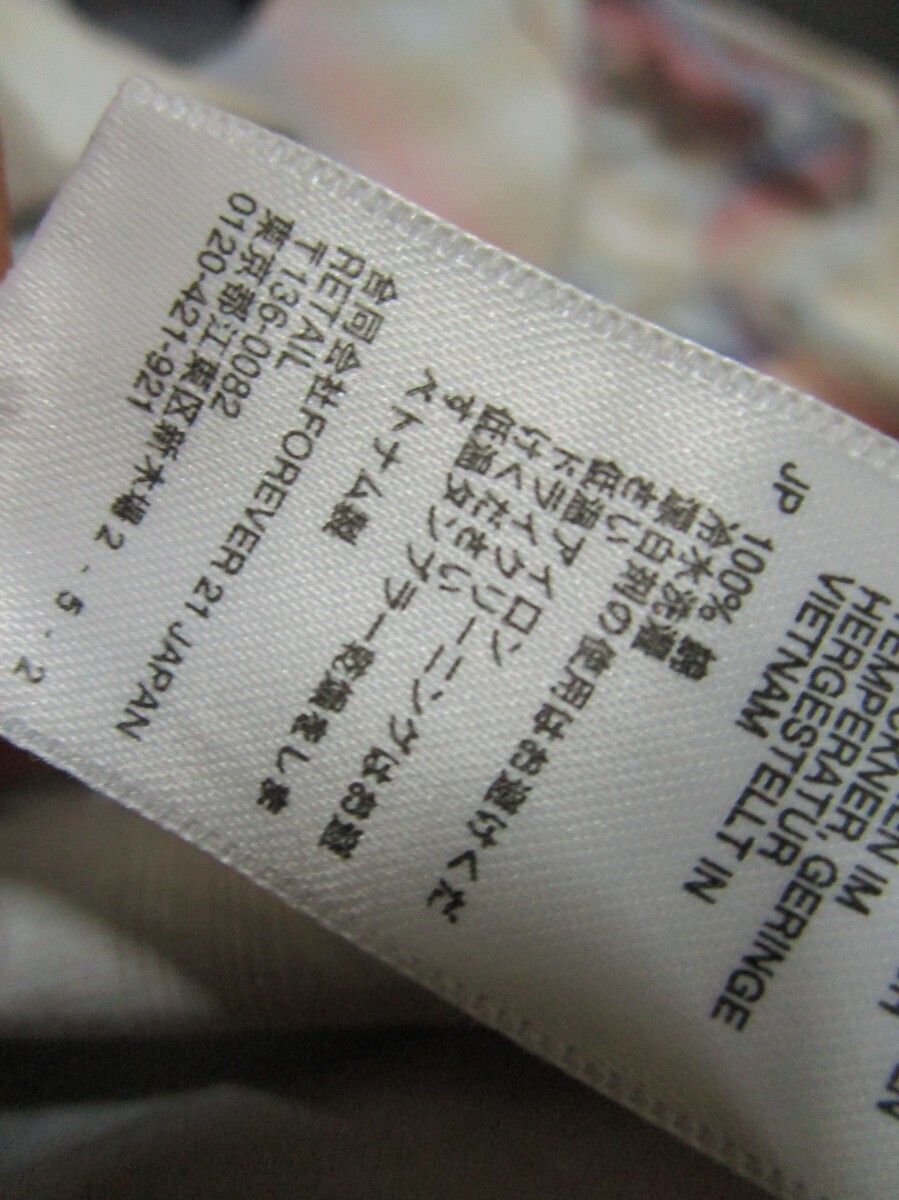 IM
TEMPERATUR, GERINGE
HERGESTELLT IN
VIETNAM
JP 100% 綿
冷水洗濯
漂白剤の使用はお避けくだ
さい
低温アイロン
ドライクリーニングはお避
けください
低温タンブラー乾燥をしま
す
ベトナム製
合同会社FOREVER 21 JAPAN
RETAIL
〒136-0082
東京都江東区新木場2-5-2
0120-421-921